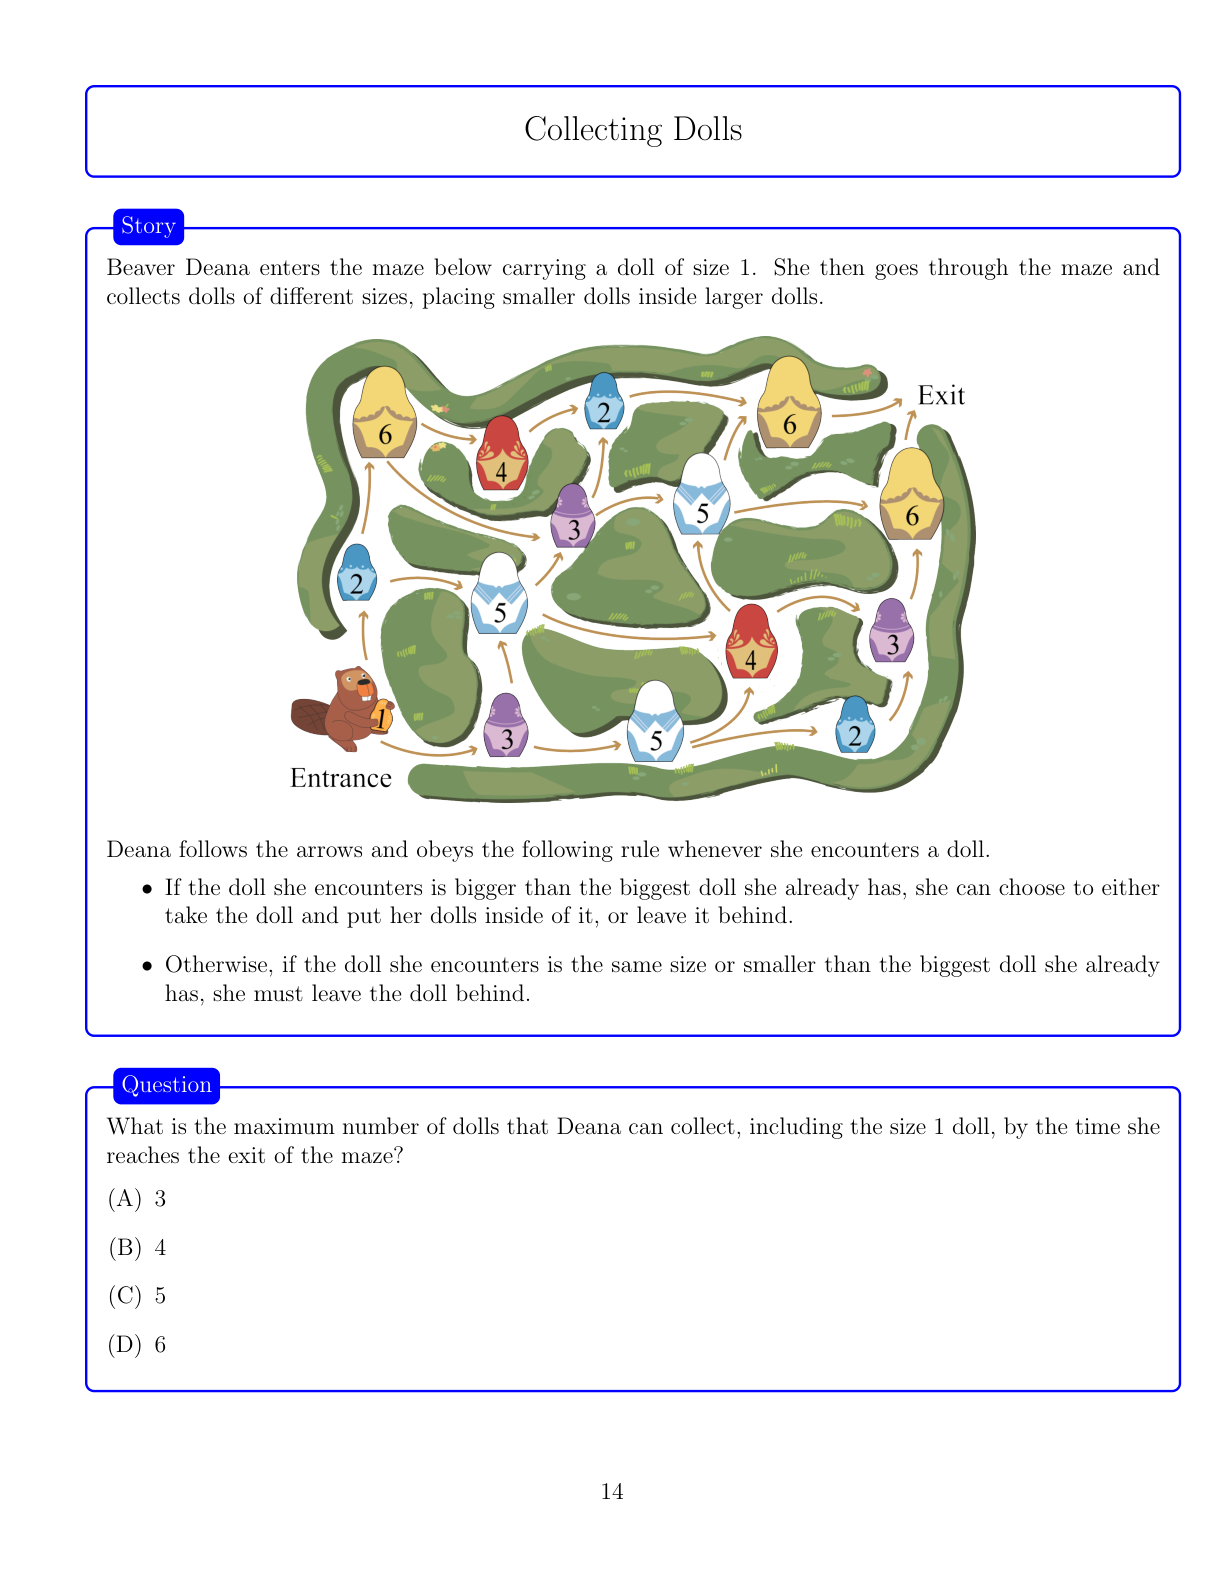 Collecting Dolls
Story
Beaver Deana enters the maze below carrying a doll of size 1. She then goes through the maze and
collects dolls of different sizes, placing smaller dolls inside larger dolls.
Exit
6
4
2
6
3
5
6
2
5
4
3
1
3
5
2
Entrance
Deana follows the arrows and obeys the following rule whenever she encounters a doll.
• If the doll she encounters is bigger than the biggest doll she already has, she can choose to either
take the doll and put her dolls inside of it, or leave it behind.
• Otherwise, if the doll she encounters is the same size or smaller than the biggest doll she already
has, she must leave the doll behind.
Question
What is the maximum number of dolls that Deana can collect, including the size 1 doll, by the time she
reaches the exit of the maze?
(A) 3
(B) 4
(C) 5
(D) 6
14